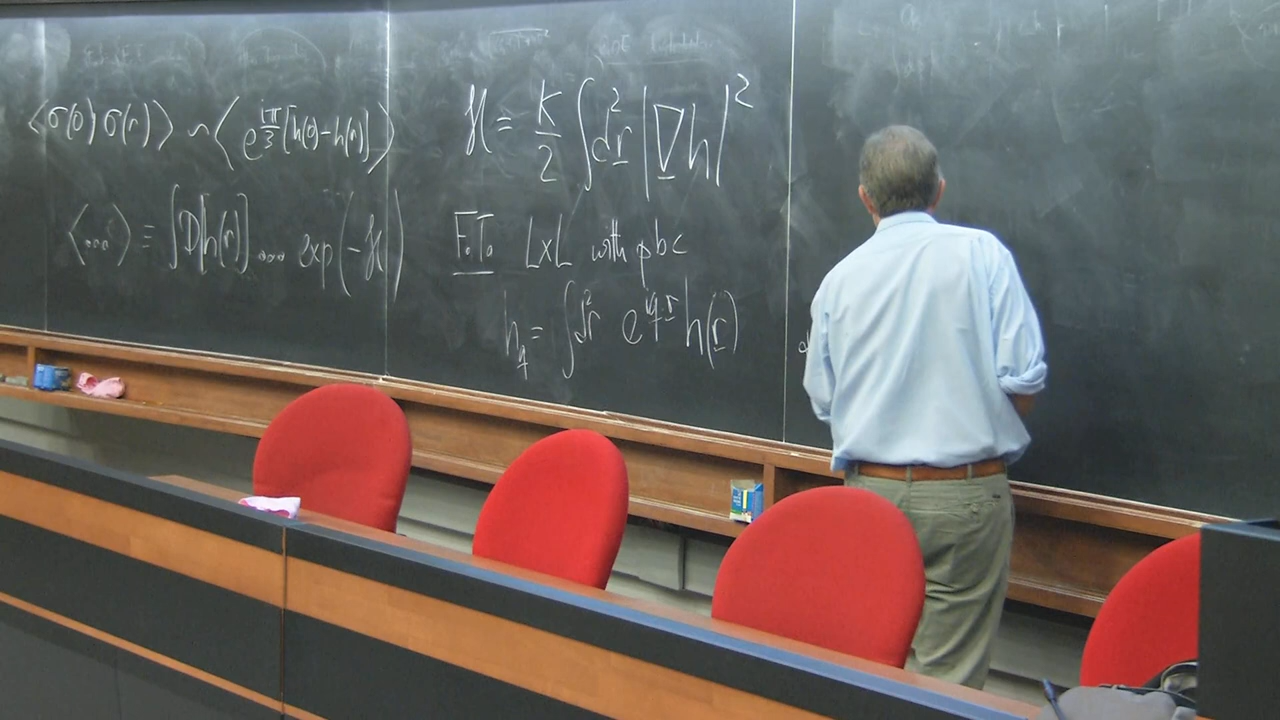 ⟨σ(0) σ(r)⟩ ~ ⟨e^{iπ/3 [h(0)-h(r)]}⟩
⟨...⟩ ≡ ∫D[h(r)] ... exp(-ℋ)
ℋ = K/2 ∫d²r |∇h|²
F.T. L×L with pbc
h_q = ∫d²r e^{iq·r} h(r)